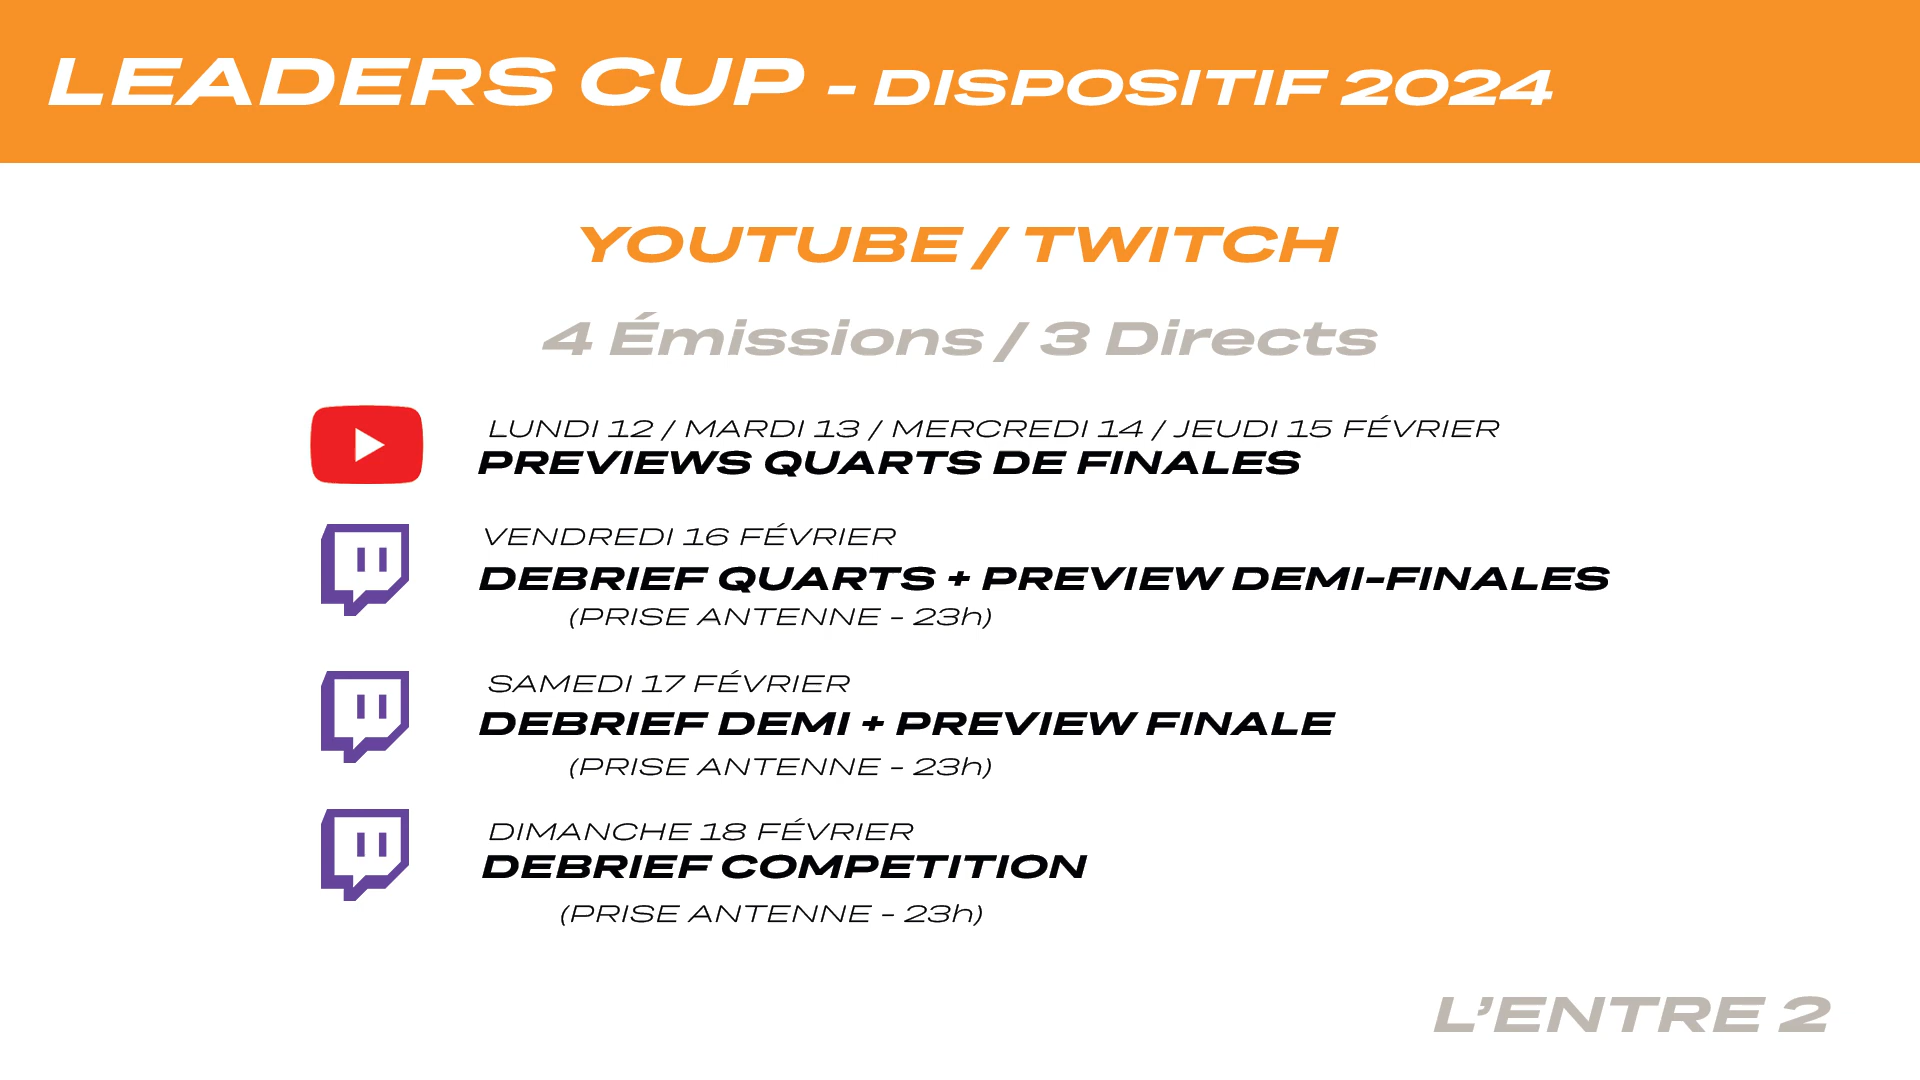 LEADERS CUP - DISPOSITIF 2024
YOUTUBE / TWITCH
4 Émissions / 3 Directs
LUNDI 12 / MARDI 13 / MERCREDI 14 / JEUDI 15 FÉVRIER
PREVIEWS QUARTS DE FINALES
VENDREDI 16 FÉVRIER
DEBRIEF QUARTS + PREVIEW DEMI-FINALES
(PRISE ANTENNE - 23h)
SAMEDI 17 FÉVRIER
DEBRIEF DEMI + PREVIEW FINALE
(PRISE ANTENNE - 23h)
DIMANCHE 18 FÉVRIER
DEBRIEF COMPETITION
(PRISE ANTENNE - 23h)
L'ENTRE 2